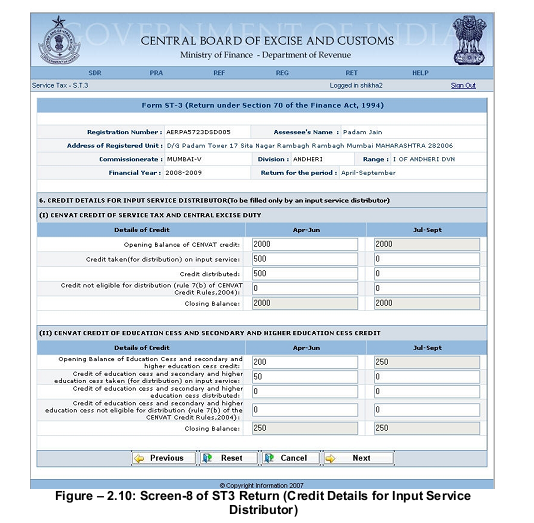 GOVERNMENT OF INDIA
CENTRAL BOARD OF EXCISE AND CUSTOMS
Ministry of Finance - Department of Revenue
SDR PRA REF REG RET HELP
Service Tax - S.T.3 Logged in shikha2 Sign Out
Form ST-3 (Return under Section 70 of the Finance Act, 1994)
Registration Number : AERPA5723DSD005 Assesee's Name : Padam Jain
Address of Registered Unit : D/G Padam Tower 17 Sita Nagar Rambagh Rambagh Mumbai MAHARASHTRA 282006
Commissionerate : MUMBAI-V Division : ANDHERI Range : I OF ANDHERI DVN
Financial Year : 2008-2009 Return for the period : April-September
6. CREDIT DETAILS FOR INPUT SERVICE DISTRIBUTOR(To be filled only by an input service distributor)
(I) CENVAT CREDIT OF SERVICE TAX AND CENTRAL EXCISE DUTY
Details of Credit Apr-Jun Jul-Sept
Opening Balance of CENVAT credit: 2000 2000
Credit taken(for distribution) on input service: 500 0
Credit distributed: 500 0
Credit not eligible for distribution (rule 7(b) of CENVAT
Credit Rules,2004): 0 0
Closing Balance: 2000 2000
(II) CENVAT CREDIT OF EDUCATION CESS AND SECONDARY AND HIGHER EDUCATION CESS CREDIT
Details of Credit Apr-Jun Jul-Sept
Opening Balance of Education Cess and secondary and
higher education cess credit: 200 250
Credit of education cess and secondary and higher
education cess taken (for distribution) on input service: 50 0
Credit of education cess and secondary and higher
education cess distributed: 0 0
Credit of education cess and secondary and higher
education cess not eligible for distribution (rule 7(b) of the
CENVAT Credit Rules,2004): 0 0
Closing Balance: 250 250
Previous Reset Cancel Next
© Copyright Information 2007
Figure – 2.10: Screen-8 of ST3 Return (Credit Details for Input Service
Distributor)